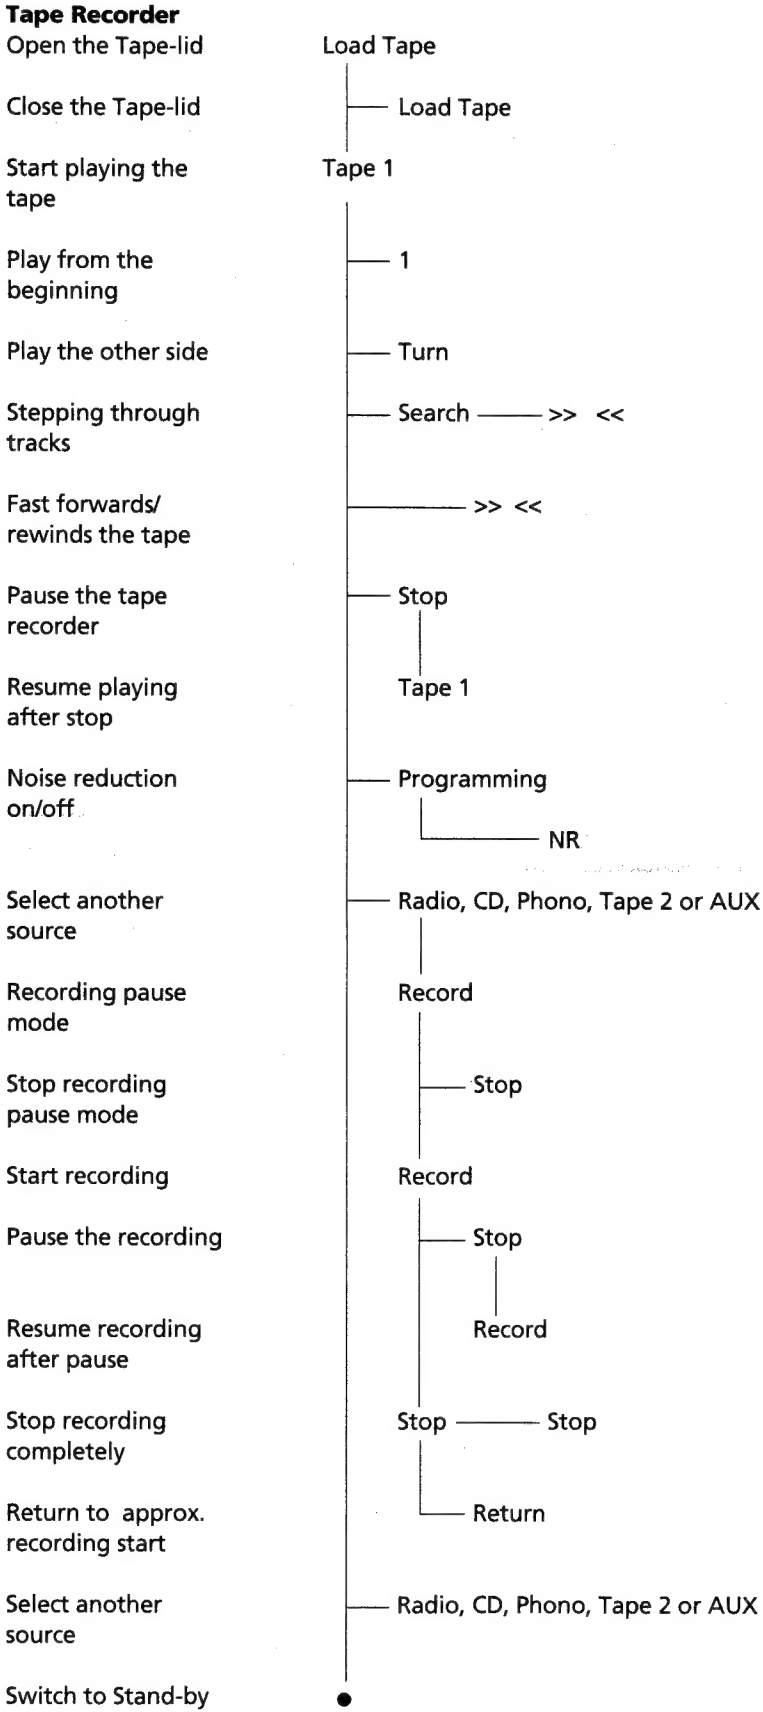 Tape Recorder
Open the Tape-lid Load Tape
Close the Tape-lid Load Tape
Start playing the Tape 1
tape
Play from the 1
beginning
Play the other side Turn
Stepping through Search >> <<
tracks
Fast forwards/ >> <<
rewinds the tape
Pause the tape Stop
recorder
Resume playing Tape 1
after stop
Noise reduction Programming
on/off
NR
Select another Radio, CD, Phono, Tape 2 or AUX
source
Recording pause Record
mode
Stop recording Stop
pause mode
Start recording Record
Pause the recording Stop
Resume recording Record
after pause
Stop recording Stop Stop
completely
Return to approx. Return
recording start
Select another Radio, CD, Phono, Tape 2 or AUX
source
Switch to Stand-by